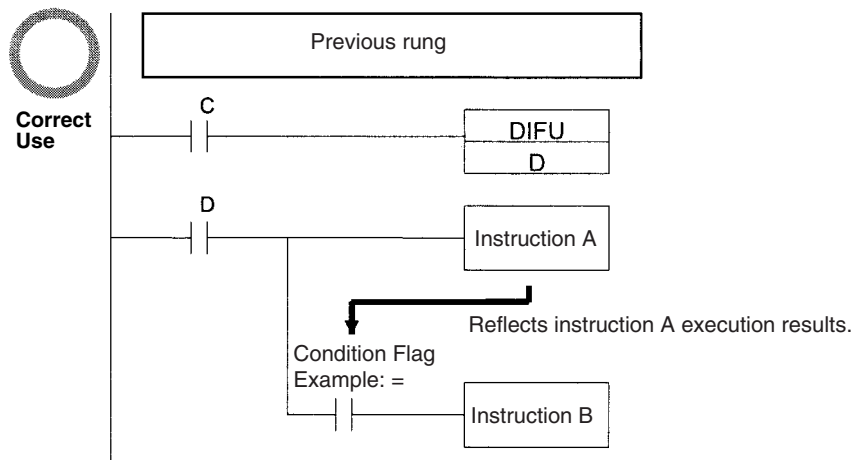 Previous rung
Correct
Use
C
DIFU
D
D
Instruction A
Reflects instruction A execution results.
Condition Flag
Example: =
Instruction B